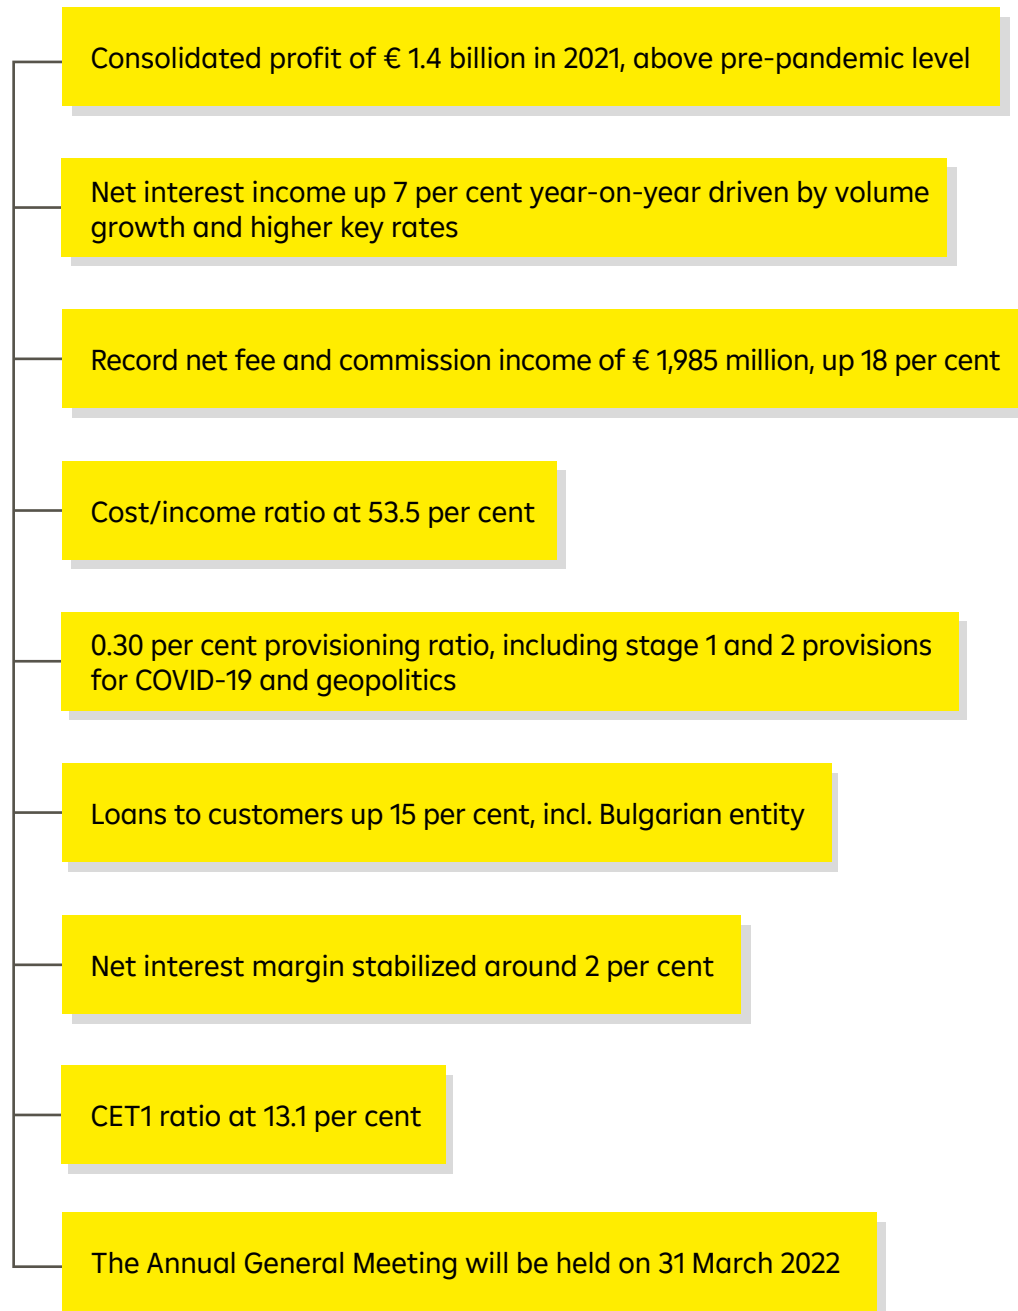 Consolidated profit of € 1.4 billion in 2021, above pre-pandemic level
Net interest income up 7 per cent year-on-year driven by volume
growth and higher key rates
Record net fee and commission income of € 1,985 million, up 18 per cent
Cost/income ratio at 53.5 per cent
0.30 per cent provisioning ratio, including stage 1 and 2 provisions
for COVID-19 and geopolitics
Loans to customers up 15 per cent, incl. Bulgarian entity
Net interest margin stabilized around 2 per cent
CET1 ratio at 13.1 per cent
The Annual General Meeting will be held on 31 March 2022